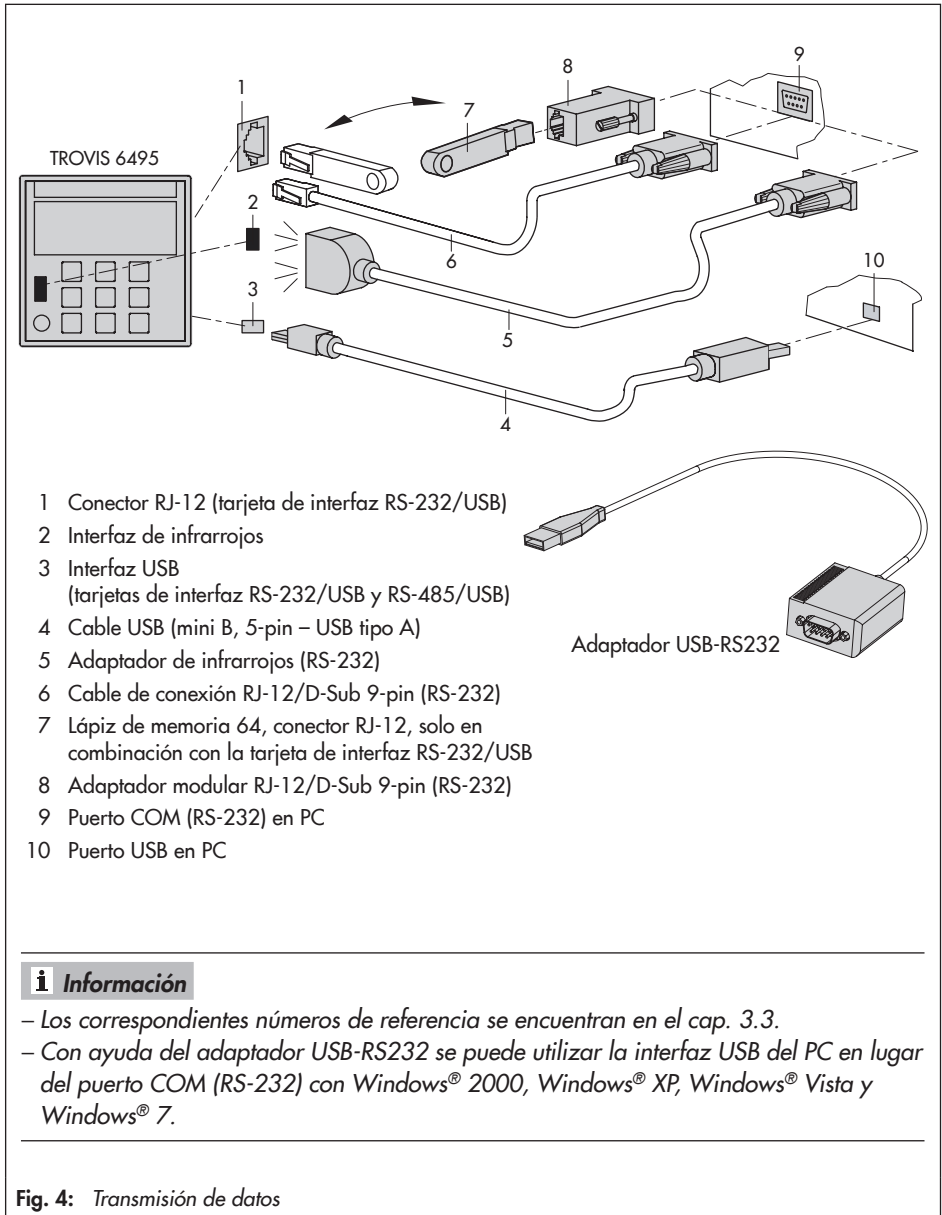 TROVIS 6495
1
2
3
4
5
6
7
8
9
10
1 Conector RJ-12 (tarjeta de interfaz RS-232/USB)
2 Interfaz de infrarrojos
3 Interfaz USB
(tarjetas de interfaz RS-232/USB y RS-485/USB)
4 Cable USB (mini B, 5-pin – USB tipo A)
5 Adaptador de infrarrojos (RS-232)
6 Cable de conexión RJ-12/D-Sub 9-pin (RS-232)
7 Lápiz de memoria 64, conector RJ-12, solo en
combinación con la tarjeta de interfaz RS-232/USB
8 Adaptador modular RJ-12/D-Sub 9-pin (RS-232)
9 Puerto COM (RS-232) en PC
10 Puerto USB en PC
Adaptador USB-RS232
i Información
– Los correspondientes números de referencia se encuentran en el cap. 3.3.
– Con ayuda del adaptador USB-RS232 se puede utilizar la interfaz USB del PC en lugar
del puerto COM (RS-232) con Windows® 2000, Windows® XP, Windows® Vista y
Windows® 7.
Fig. 4: Transmisión de datos